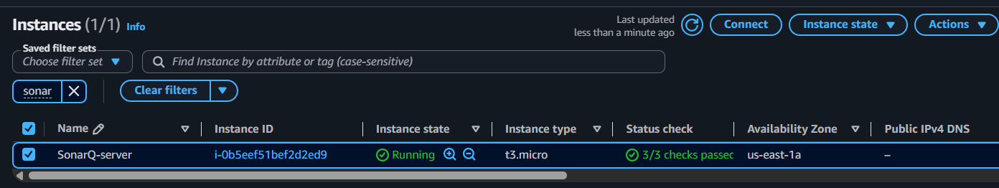 Instances (1/1) Info
Last updated
less than a minute ago
Connect
Instance state
Actions
Saved filter sets
Choose filter set
Find Instance by attribute or tag (case-sensitive)
sonar
Clear filters
Name Instance ID Instance state Instance type Status check Availability Zone Public IPv4 DNS
SonarQ-server i-0b5eef51bef2d2ed9 Running t3.micro 3/3 checks passec us-east-1a –